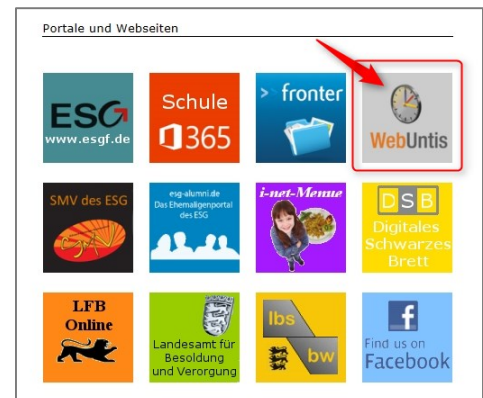 Portale und Webseiten
ESG
www.esgf.de
Schule
365
> fronter
WebUntis
SMV des ESG
SMV
esg-alumni.de
Das Ehemaligenportal
des ESG
i-net-Menue
DSB
Digitales
Schwarzes
Brett
LFB
Online
Landesamt für
Besoldung
und Verorgung
lbs
bw
f
Find us on
Facebook